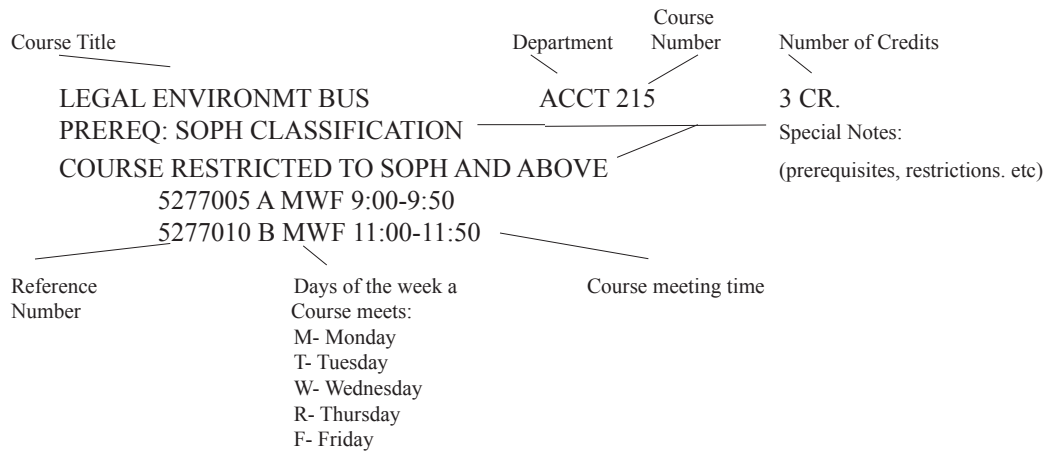 Course
Course Title Department Number Number of Credits
LEGAL ENVIRONMT BUS ACCT 215 3 CR.
PREREQ: SOPH CLASSIFICATION Special Notes:
COURSE RESTRICTED TO SOPH AND ABOVE (prerequisites, restrictions. etc)
5277005 A MWF 9:00-9:50
5277010 B MWF 11:00-11:50
Reference Days of the week a Course meeting time
Number Course meets:
M- Monday
T- Tuesday
W- Wednesday
R- Thursday
F- Friday